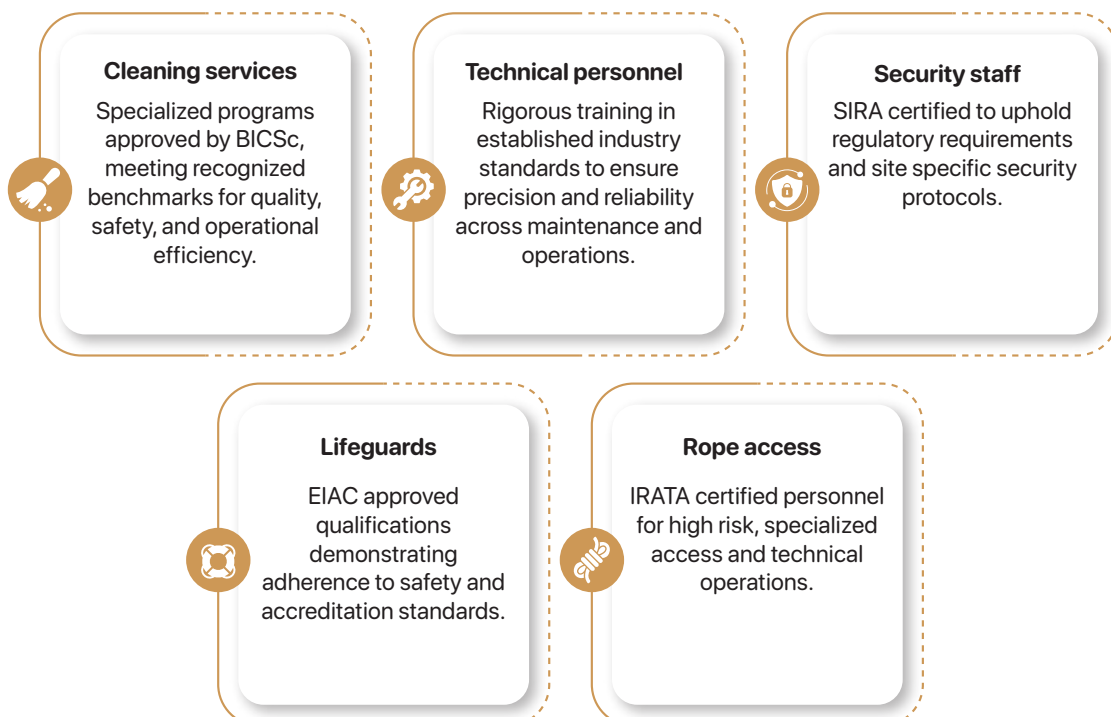 Cleaning services
Specialized programs
approved by BICSc,
meeting recognized
benchmarks for quality,
safety, and operational
efficiency.
Technical personnel
Rigorous training in
established industry
standards to ensure
precision and reliability
across maintenance and
operations.
Security staff
SIRA certified to uphold
regulatory requirements
and site specific security
protocols.
Lifeguards
EIAC approved
qualifications
demonstrating
adherence to safety and
accreditation standards.
Rope access
IRATA certified personnel
for high risk, specialized
access and technical
operations.